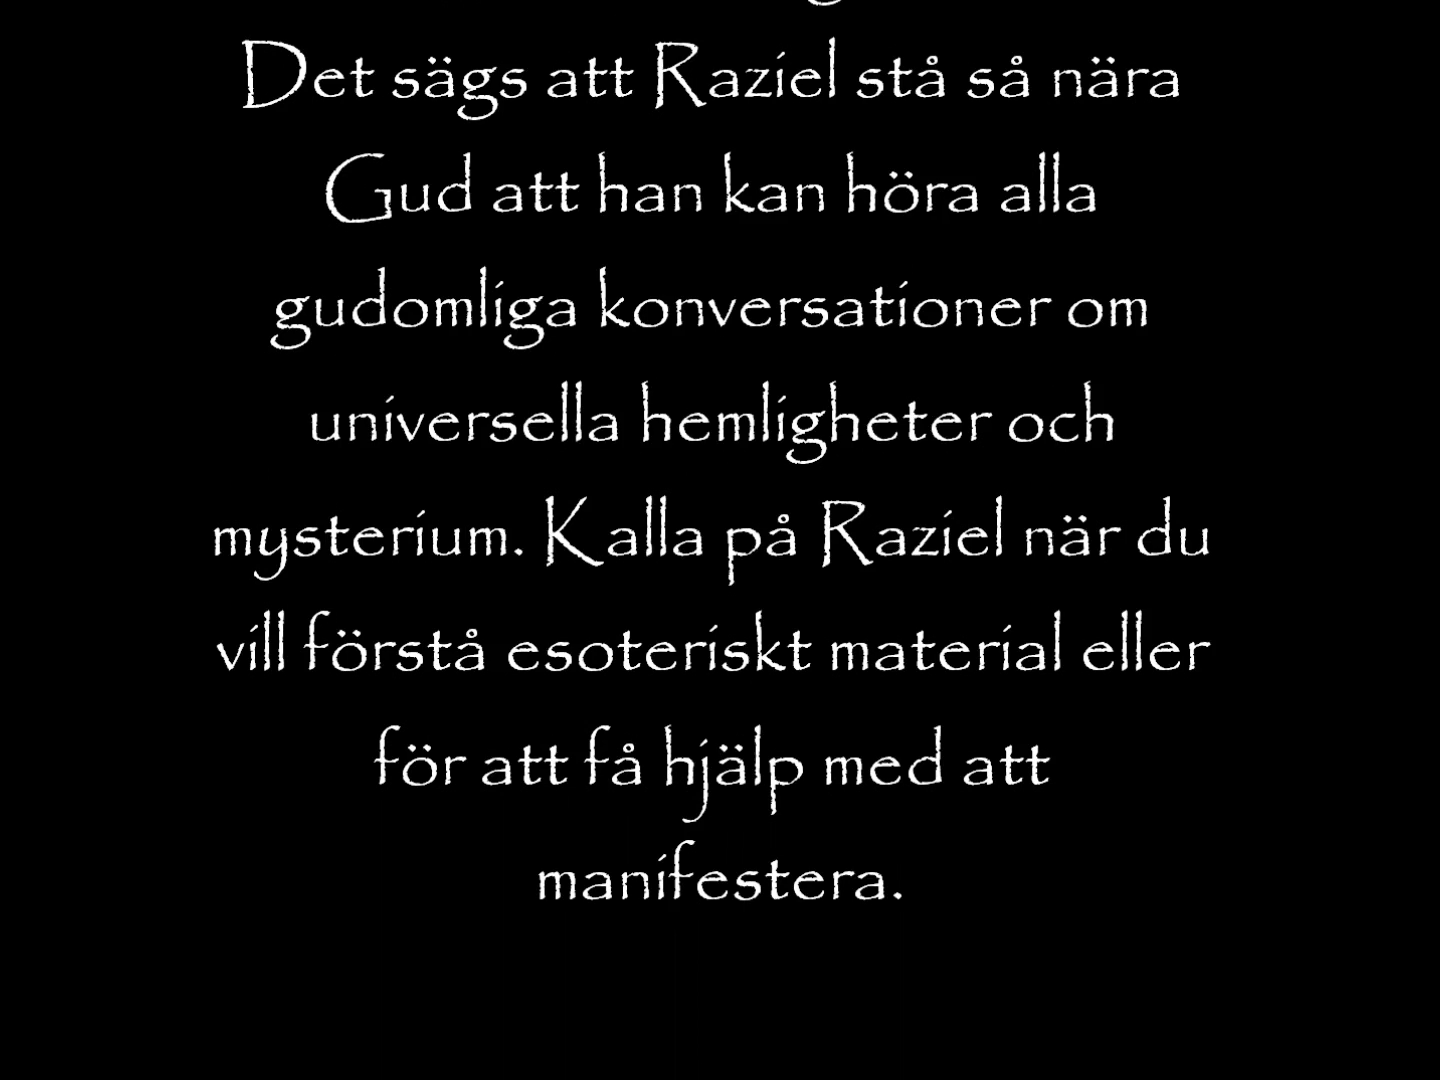 Det sägs att Raziel stå så nära
Gud att han kan höra alla
gudomliga konversationer om
universella hemligheter och
mysterium. Kalla på Raziel när du
vill förstå esoteriskt material eller
för att få hjälp med att
manifestera.